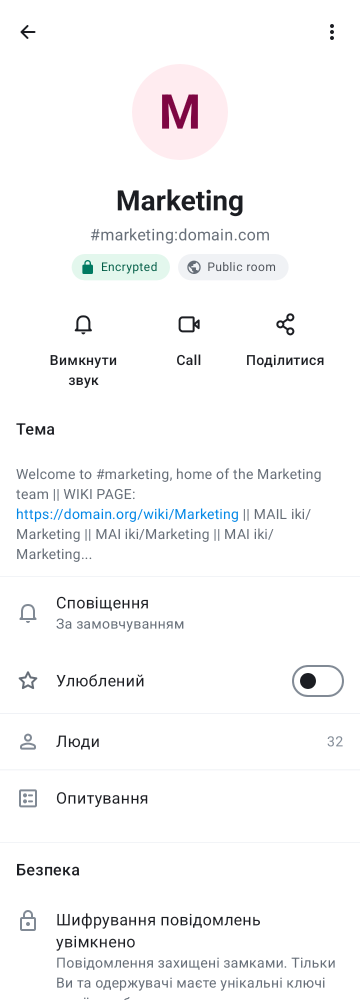 M
Marketing
#marketing:domain.com
Encrypted
Public room
Вимкнути
звук
Call
Поділитися
Тема
Welcome to #marketing, home of the Marketing
team || WIKI PAGE:
https://domain.org/wiki/Marketing || MAIL iki/
Marketing || MAI iki/Marketing || MAI iki/
Marketing...
Сповіщення
За замовчуванням
Улюблений
Люди
32
Опитування
Безпека
Шифрування повідомлень
увімкнено
Повідомлення захищені замками. Тільки
Ви та одержувачі маєте унікальні ключі